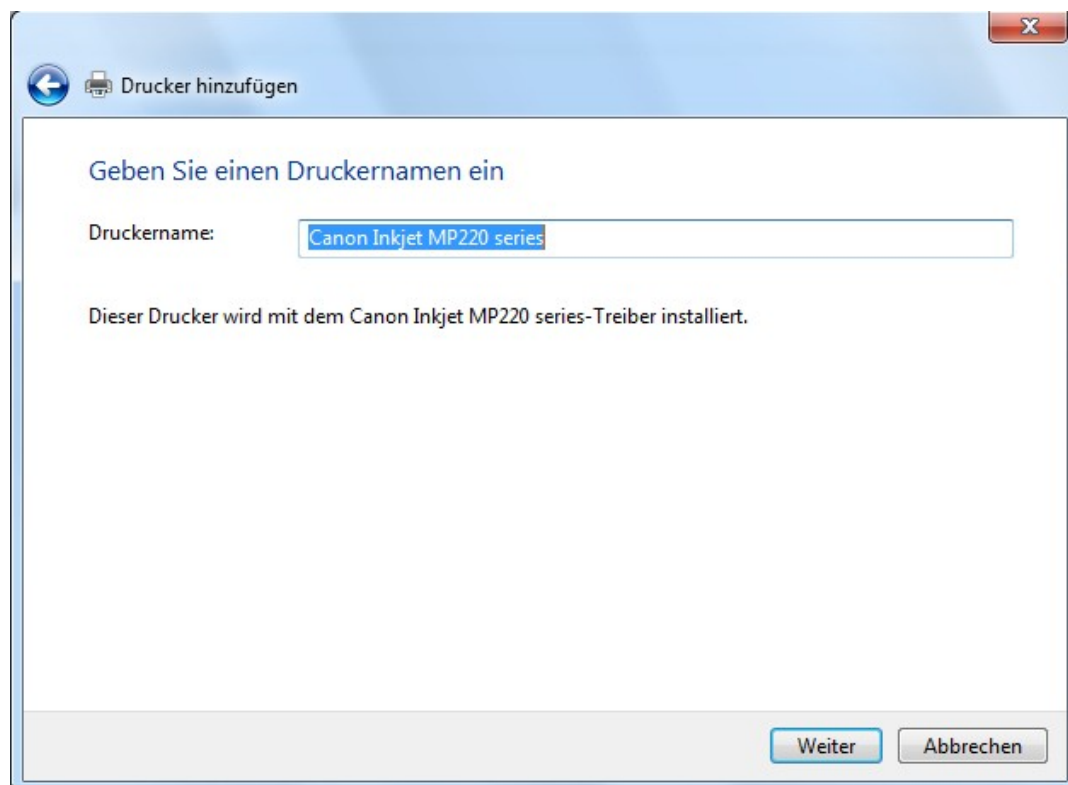 Drucker hinzufügen
Geben Sie einen Druckernamen ein
Druckername: Canon Inkjet MP220 series
Dieser Drucker wird mit dem Canon Inkjet MP220 series-Treiber installiert.
Weiter Abbrechen